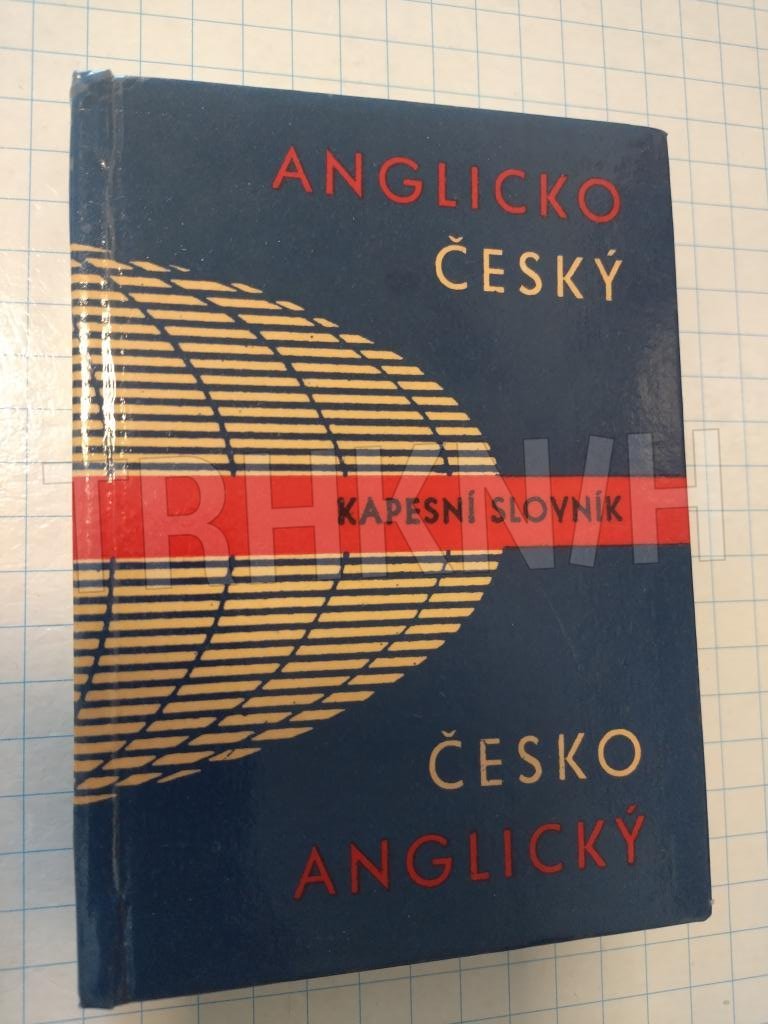 ANGLICKO
ČESKÝ
TRHKNIH
KAPESNÍ SLOVNÍK
ČESKO
ANGLICKÝ